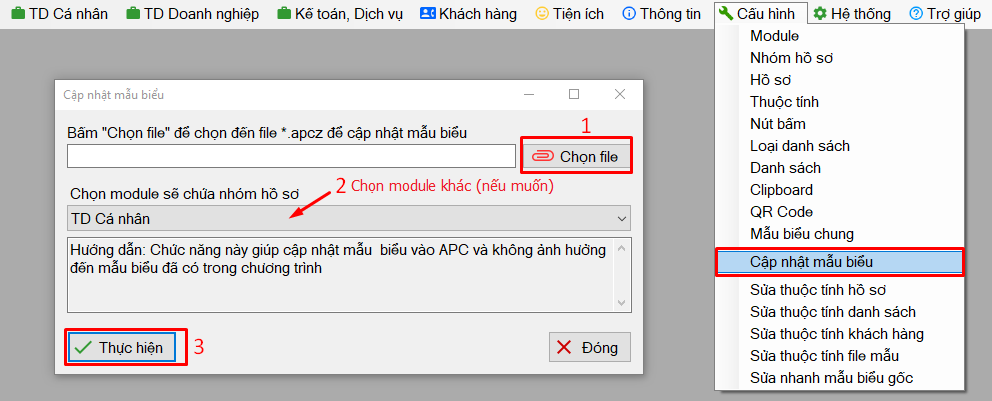 TD Cá nhân TD Doanh nghiệp Kế toán, Dịch vụ Khách hàng Tiện ích Thông tin Cấu hình Hệ thống Trợ giúp
Module
Nhóm hồ sơ
Hồ sơ
Thuộc tính
Nút bấm
Loại danh sách
Danh sách
Clipboard
QR Code
Mẫu biểu chung
Cập nhật mẫu biểu
Sửa thuộc tính hồ sơ
Sửa thuộc tính danh sách
Sửa thuộc tính khách hàng
Sửa thuộc tính file mẫu
Sửa nhanh mẫu biểu gốc
Cập nhật mẫu biểu
Bấm "Chọn file" để chọn đến file *.apcz để cập nhật mẫu biểu
1
Chọn file
Chọn module sẽ chứa nhóm hồ sơ
2 Chọn module khác (nếu muốn)
TD Cá nhân
Hướng dẫn: Chức năng này giúp cập nhật mẫu  biểu vào APC và không ảnh hưởng
đến mẫu biểu đã có trong chương trình
Thực hiện
3
Đóng